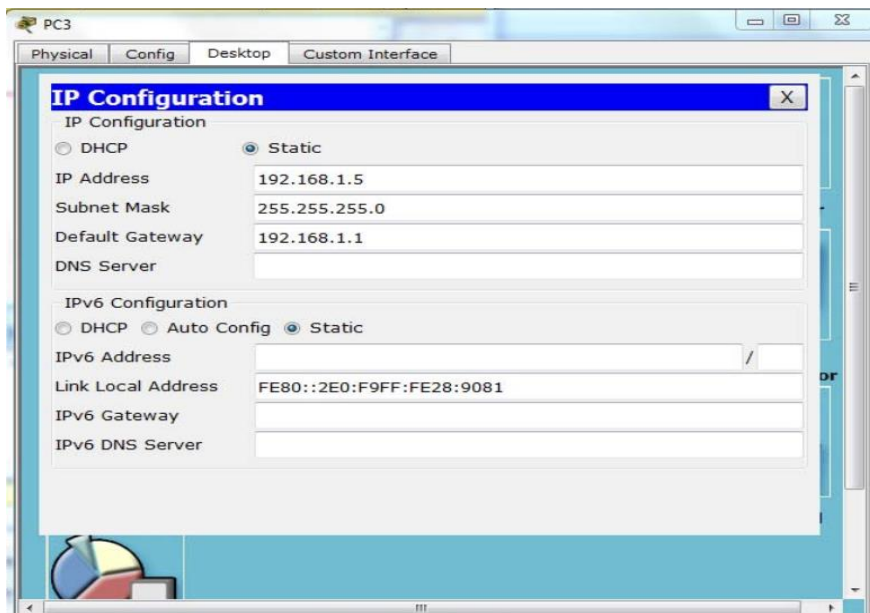 PC3
Physical Config Desktop Custom Interface
IP Configuration X
IP Configuration
DHCP Static
IP Address 192.168.1.5
Subnet Mask 255.255.255.0
Default Gateway 192.168.1.1
DNS Server
IPv6 Configuration
DHCP Auto Config Static
IPv6 Address /
Link Local Address FE80::2E0:F9FF:FE28:9081
or
IPv6 Gateway
IPv6 DNS Server